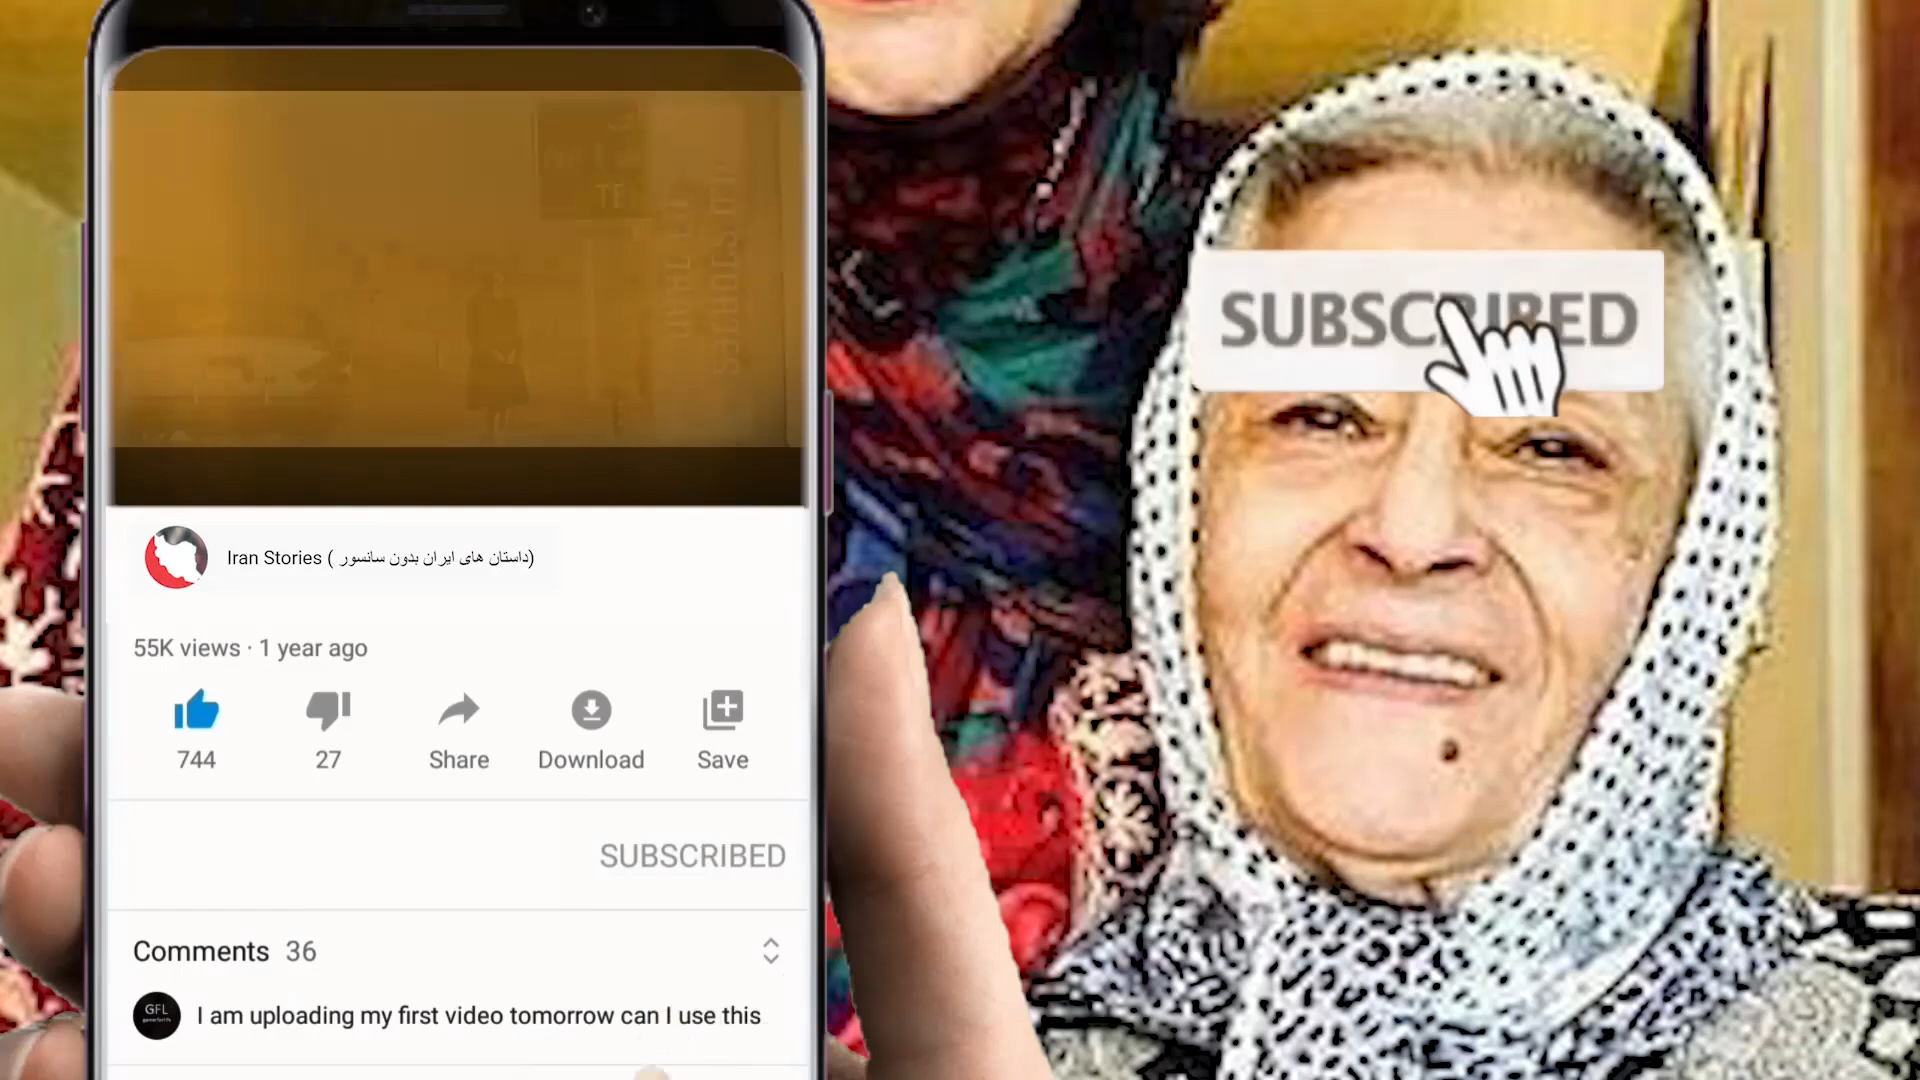 Iran Stories ( داستان های ایران بدون سانسور)
55K views · 1 year ago
744
27
Share
Download
Save
SUBSCRIBED
Comments 36
GFL
I am uploading my first video tomorrow can I use this
SUBSCRIBED